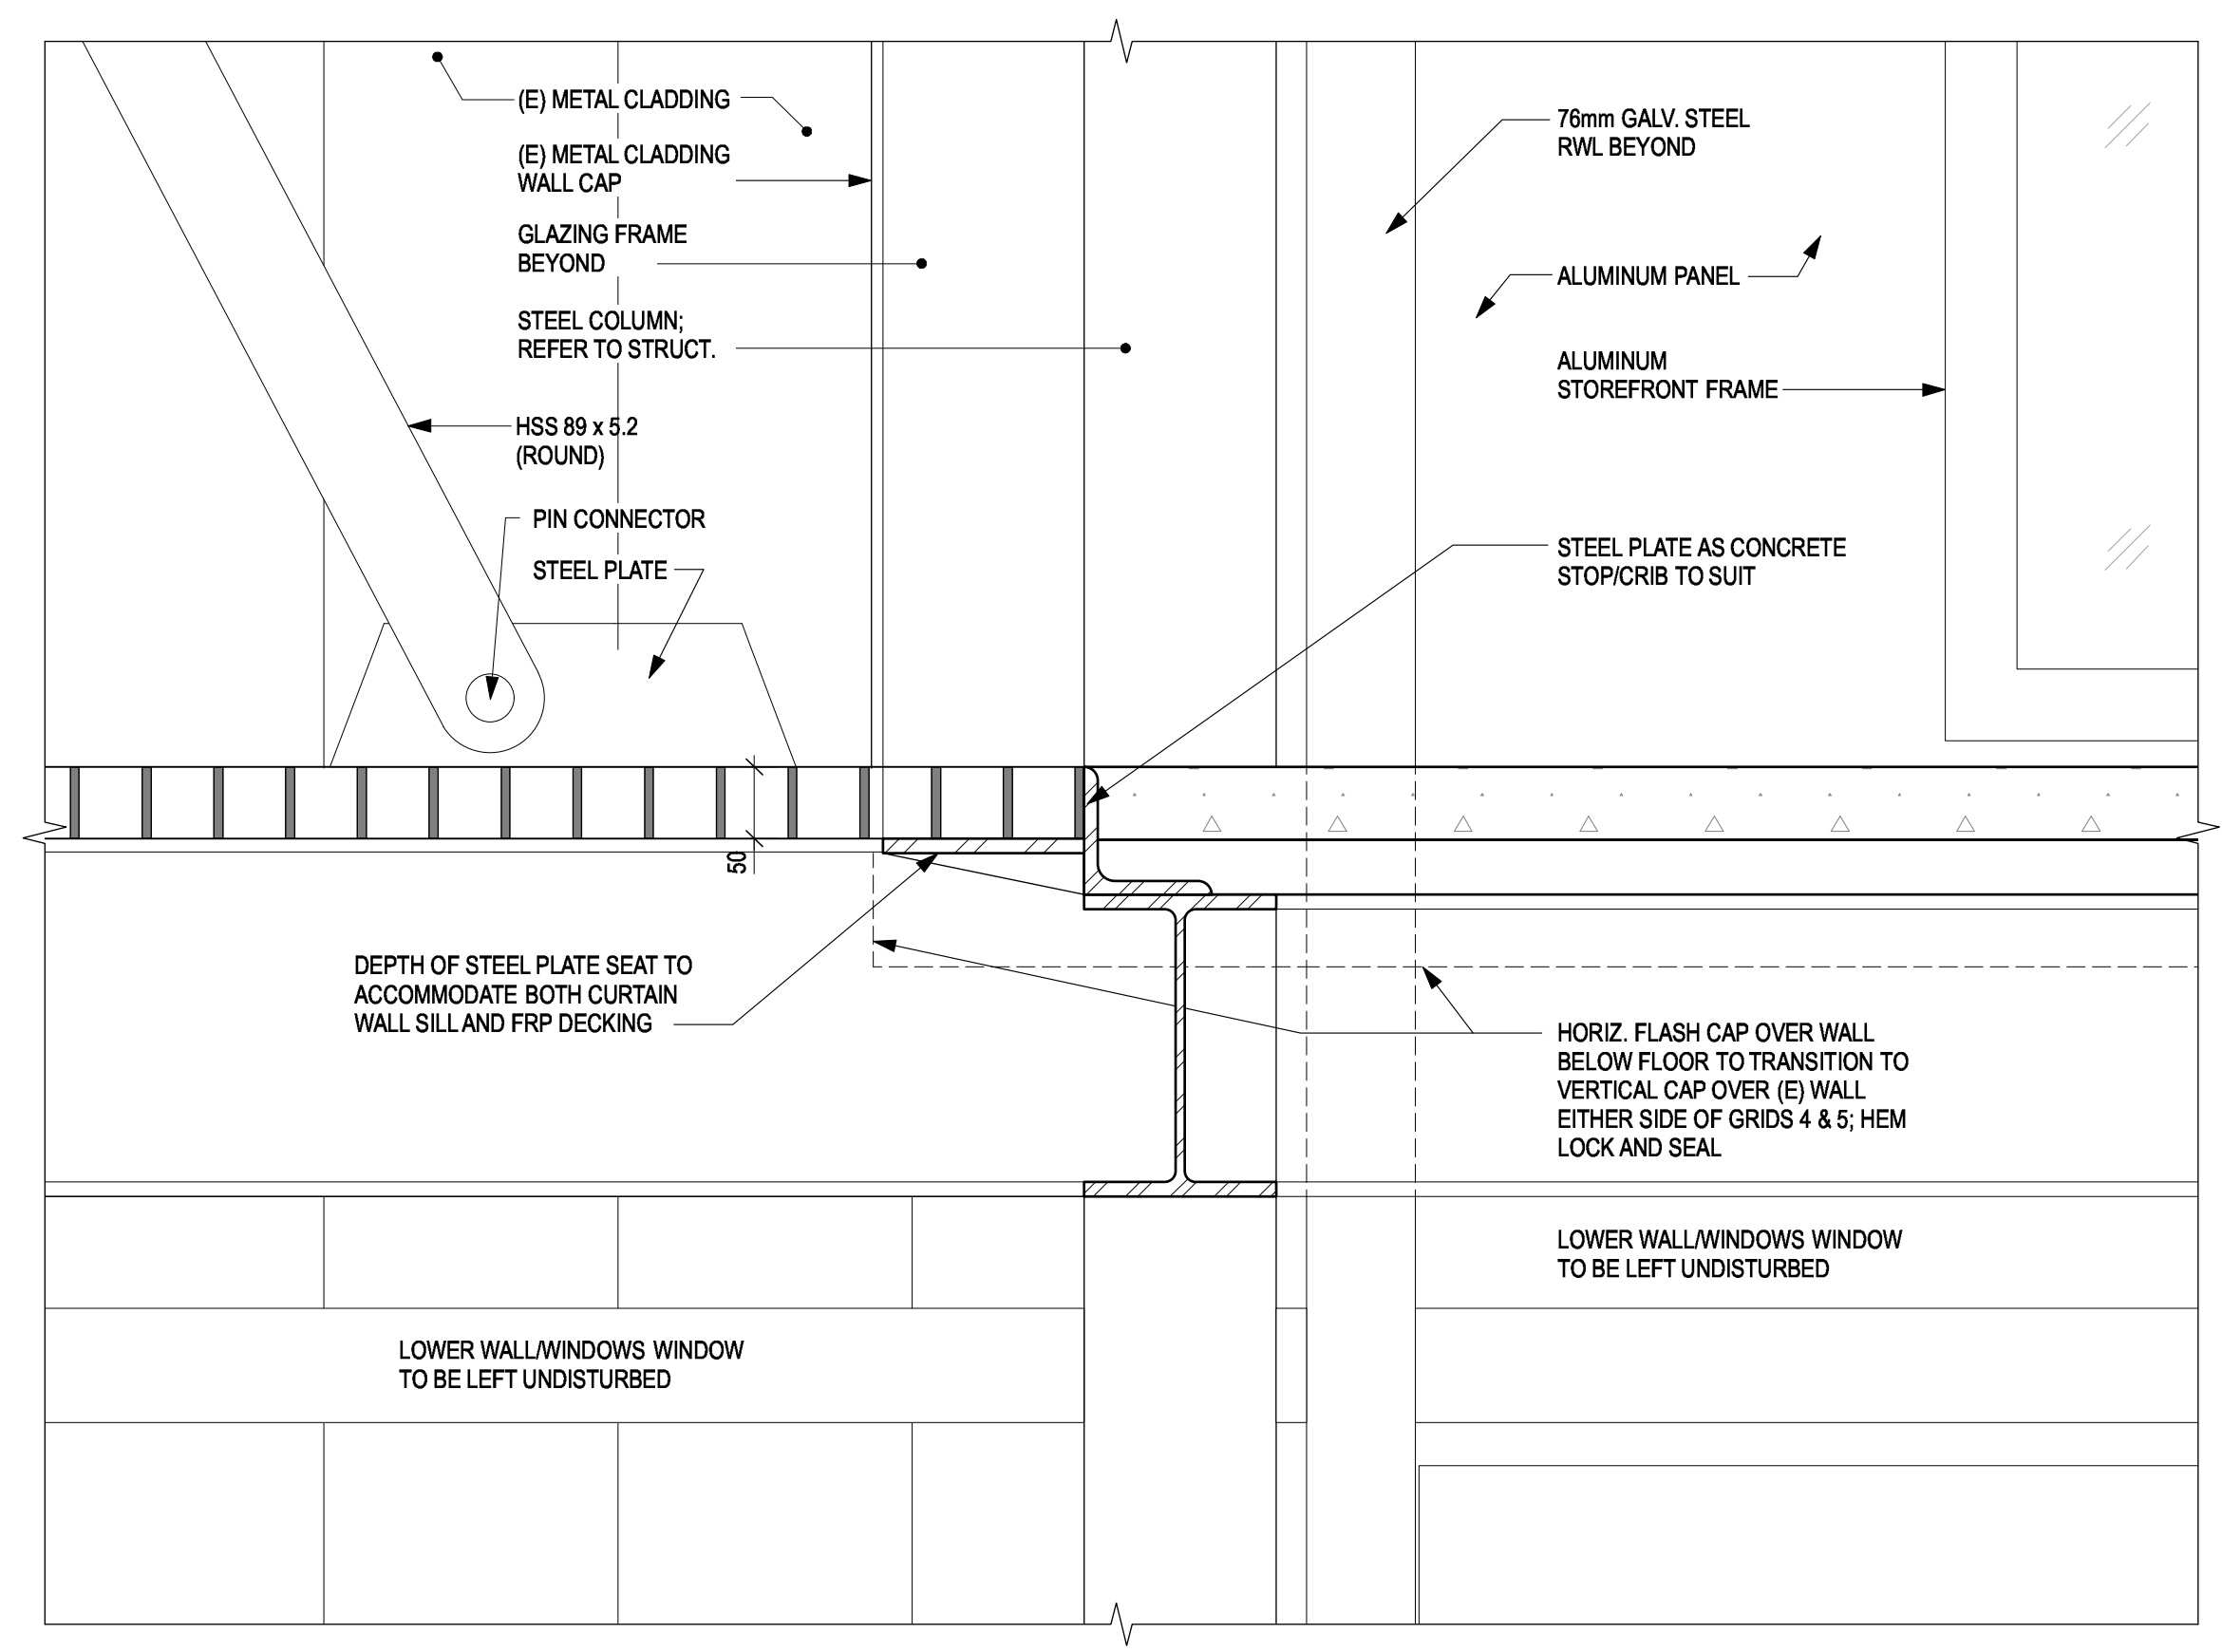 (E) METAL CLADDING
(E) METAL CLADDING
WALL CAP
GLAZING FRAME
BEYOND
STEEL COLUMN;
REFER TO STRUCT.
HSS 89 x 5.2
(ROUND)
PIN CONNECTOR
STEEL PLATE
76mm GALV. STEEL
RWL BEYOND
ALUMINUM PANEL
ALUMINUM
STOREFRONT FRAME
STEEL PLATE AS CONCRETE
STOP/CRIB TO SUIT
50
DEPTH OF STEEL PLATE SEAT TO
ACCOMMODATE BOTH CURTAIN
WALL SILL AND FRP DECKING
HORIZ. FLASH CAP OVER WALL
BELOW FLOOR TO TRANSITION TO
VERTICAL CAP OVER (E) WALL
EITHER SIDE OF GRIDS 4 & 5; HEM
LOCK AND SEAL
LOWER WALL/WINDOWS WINDOW
TO BE LEFT UNDISTURBED
LOWER WALL/WINDOWS WINDOW
TO BE LEFT UNDISTURBED